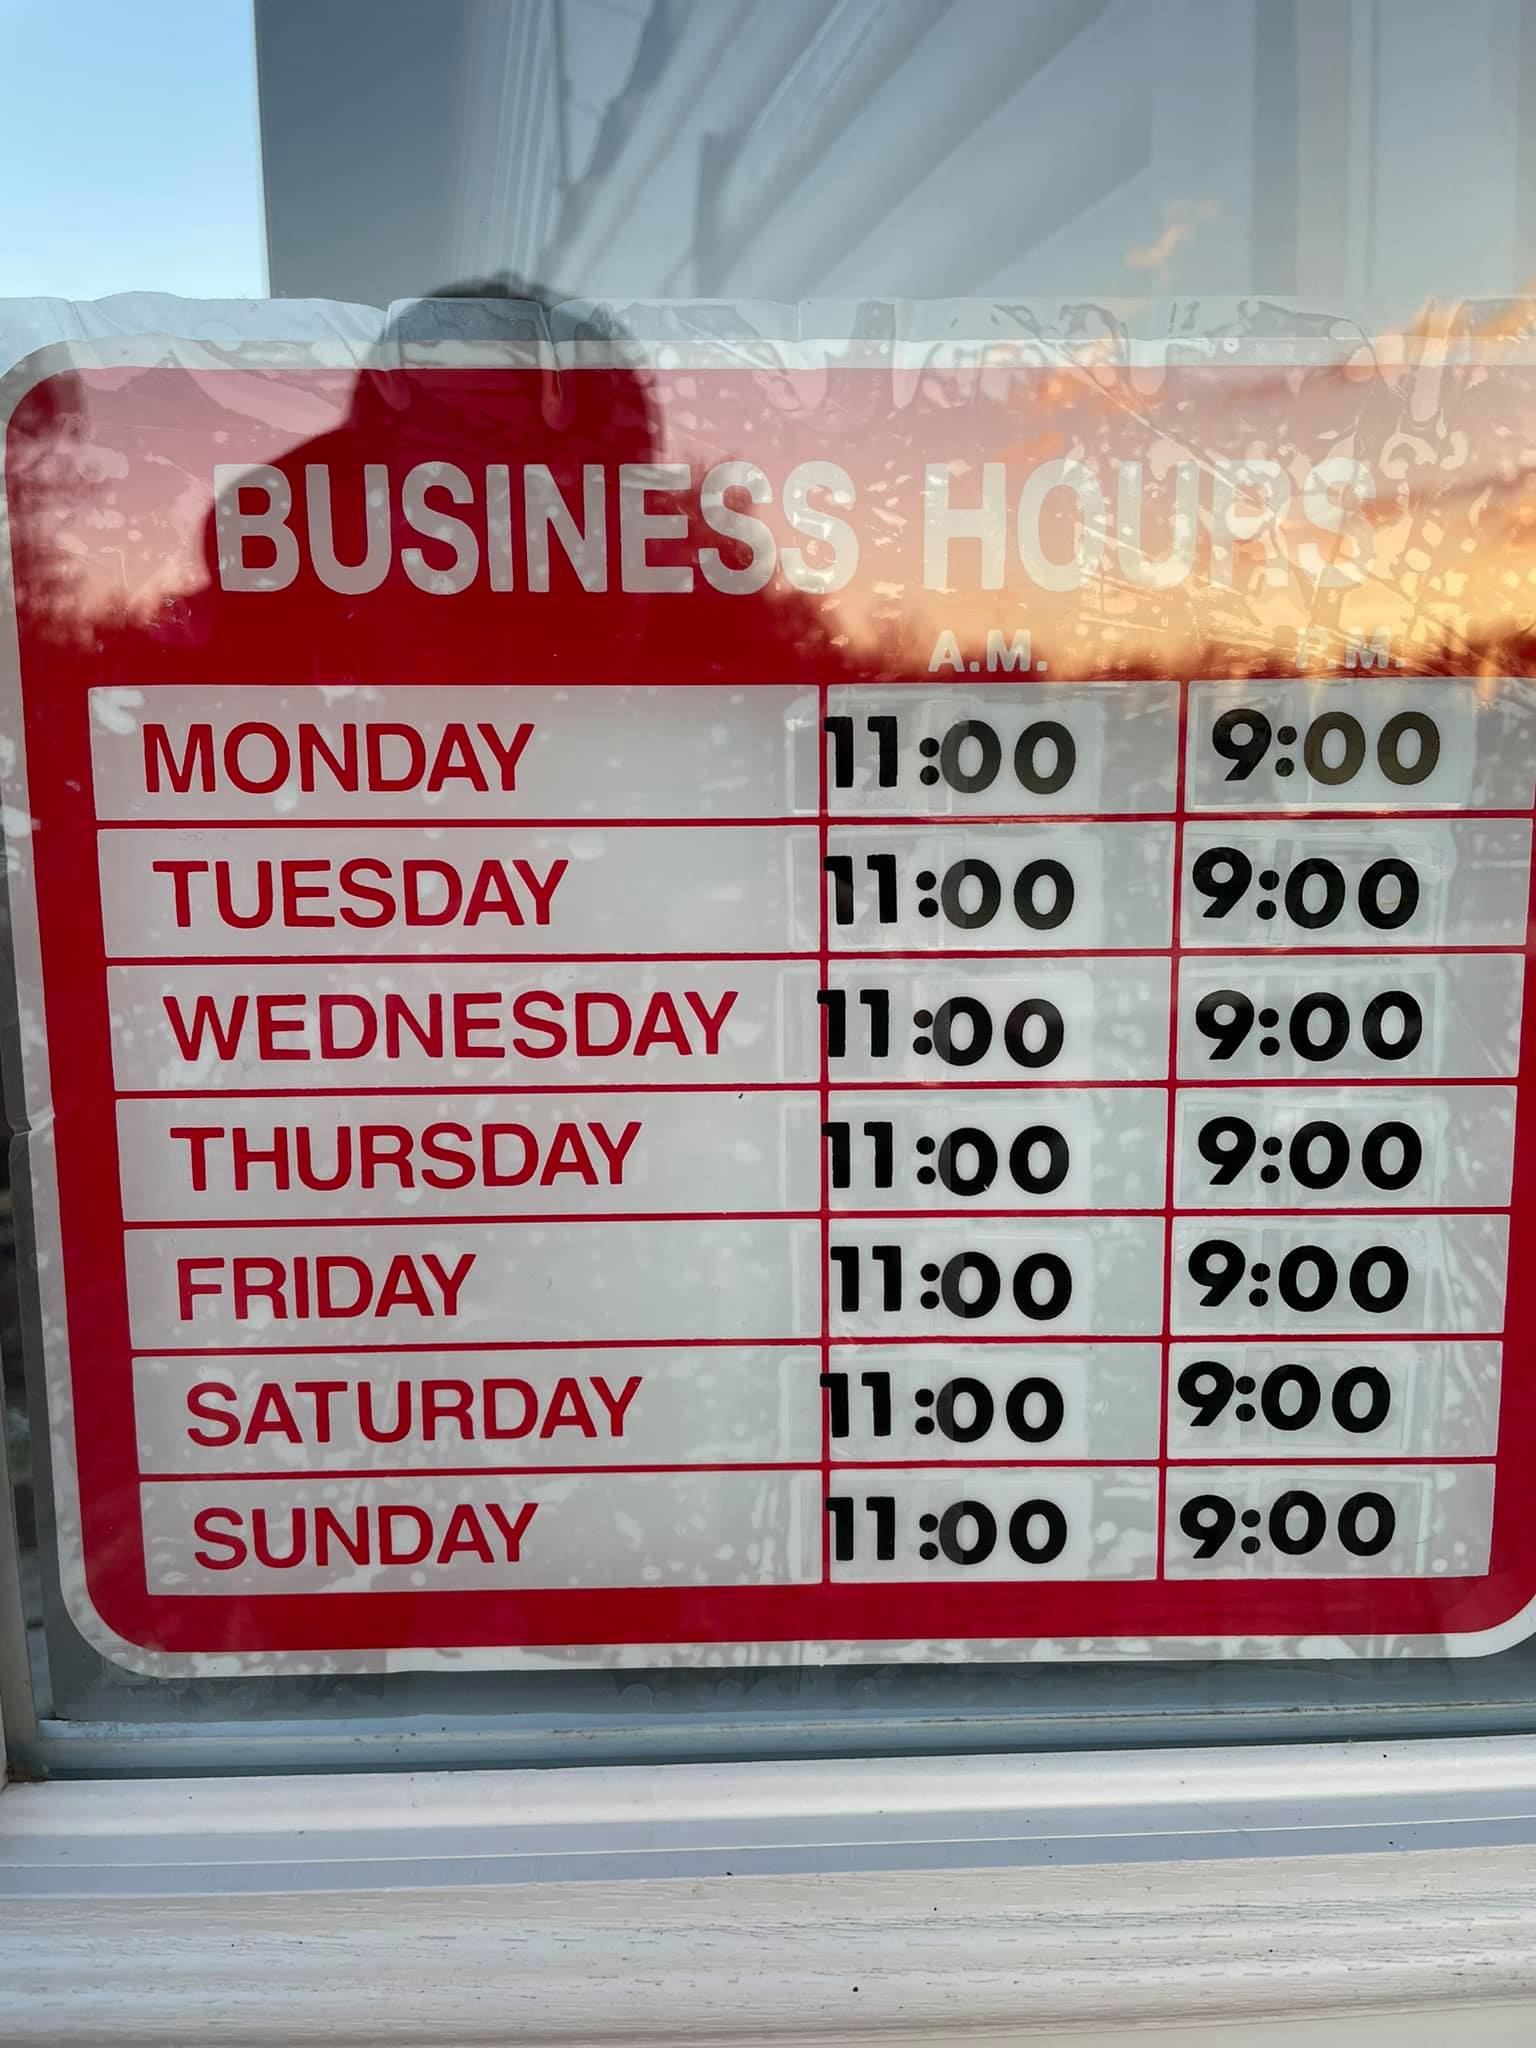 BUSINESS HOURS
A.M. P.M.
MONDAY 11:00 9:00
TUESDAY 11:00 9:00
WEDNESDAY 11:00 9:00
THURSDAY 11:00 9:00
FRIDAY 11:00 9:00
SATURDAY 11:00 9:00
SUNDAY 11:00 9:00